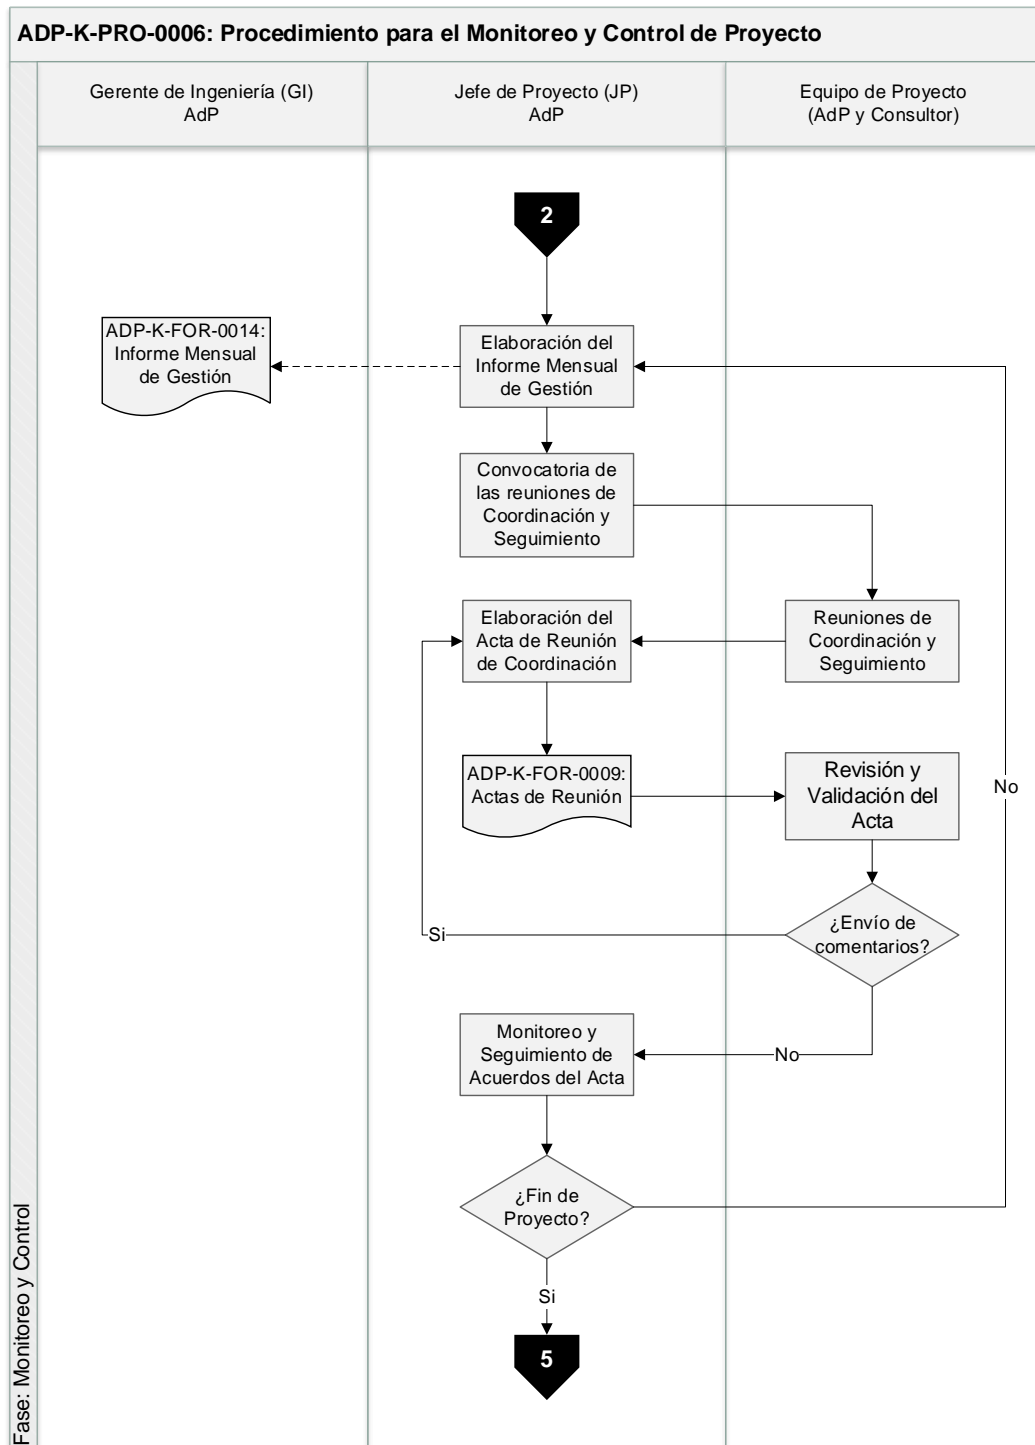 ADP-K-PRO-0006: Procedimiento para el Monitoreo y Control de Proyecto
Gerente de Ingeniería (GI)
AdP
Jefe de Proyecto (JP)
AdP
Equipo de Proyecto
(AdP y Consultor)
2
ADP-K-FOR-0014:
Informe Mensual
de Gestión
Elaboración del
Informe Mensual
de Gestión
Convocatoria de
las reuniones de
Coordinación y
Seguimiento
Elaboración del
Acta de Reunión
de Coordinación
Reuniones de
Coordinación y
Seguimiento
ADP-K-FOR-0009:
Actas de Reunión
Revisión y
Validación del
Acta
No
¿Envío de
comentarios?
Si
Monitoreo y
Seguimiento de
Acuerdos del Acta
No
¿Fin de
Proyecto?
Si
5
Fase: Monitoreo y Control